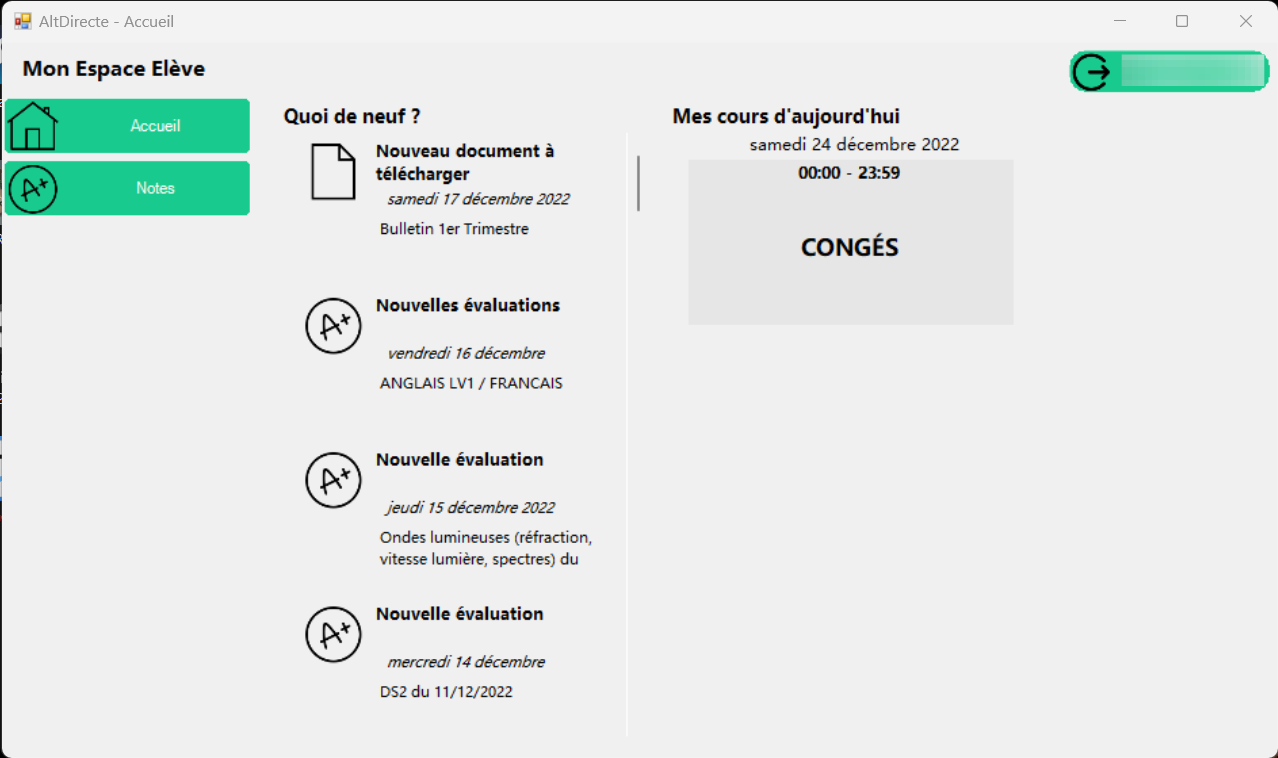 AltDirecte - Accueil
Mon Espace Elève
Accueil
Notes
Quoi de neuf ?
Nouveau document à
télécharger
samedi 17 décembre 2022
Bulletin 1er Trimestre
A+
Nouvelles évaluations
vendredi 16 décembre
ANGLAIS LV1 / FRANCAIS
A+
Nouvelle évaluation
jeudi 15 décembre 2022
Ondes lumineuses (réfraction,
vitesse lumière, spectres) du
A+
Nouvelle évaluation
mercredi 14 décembre
DS2 du 11/12/2022
A+
Mes cours d'aujourd'hui
samedi 24 décembre 2022
00:00 - 23:59
CONGÉS